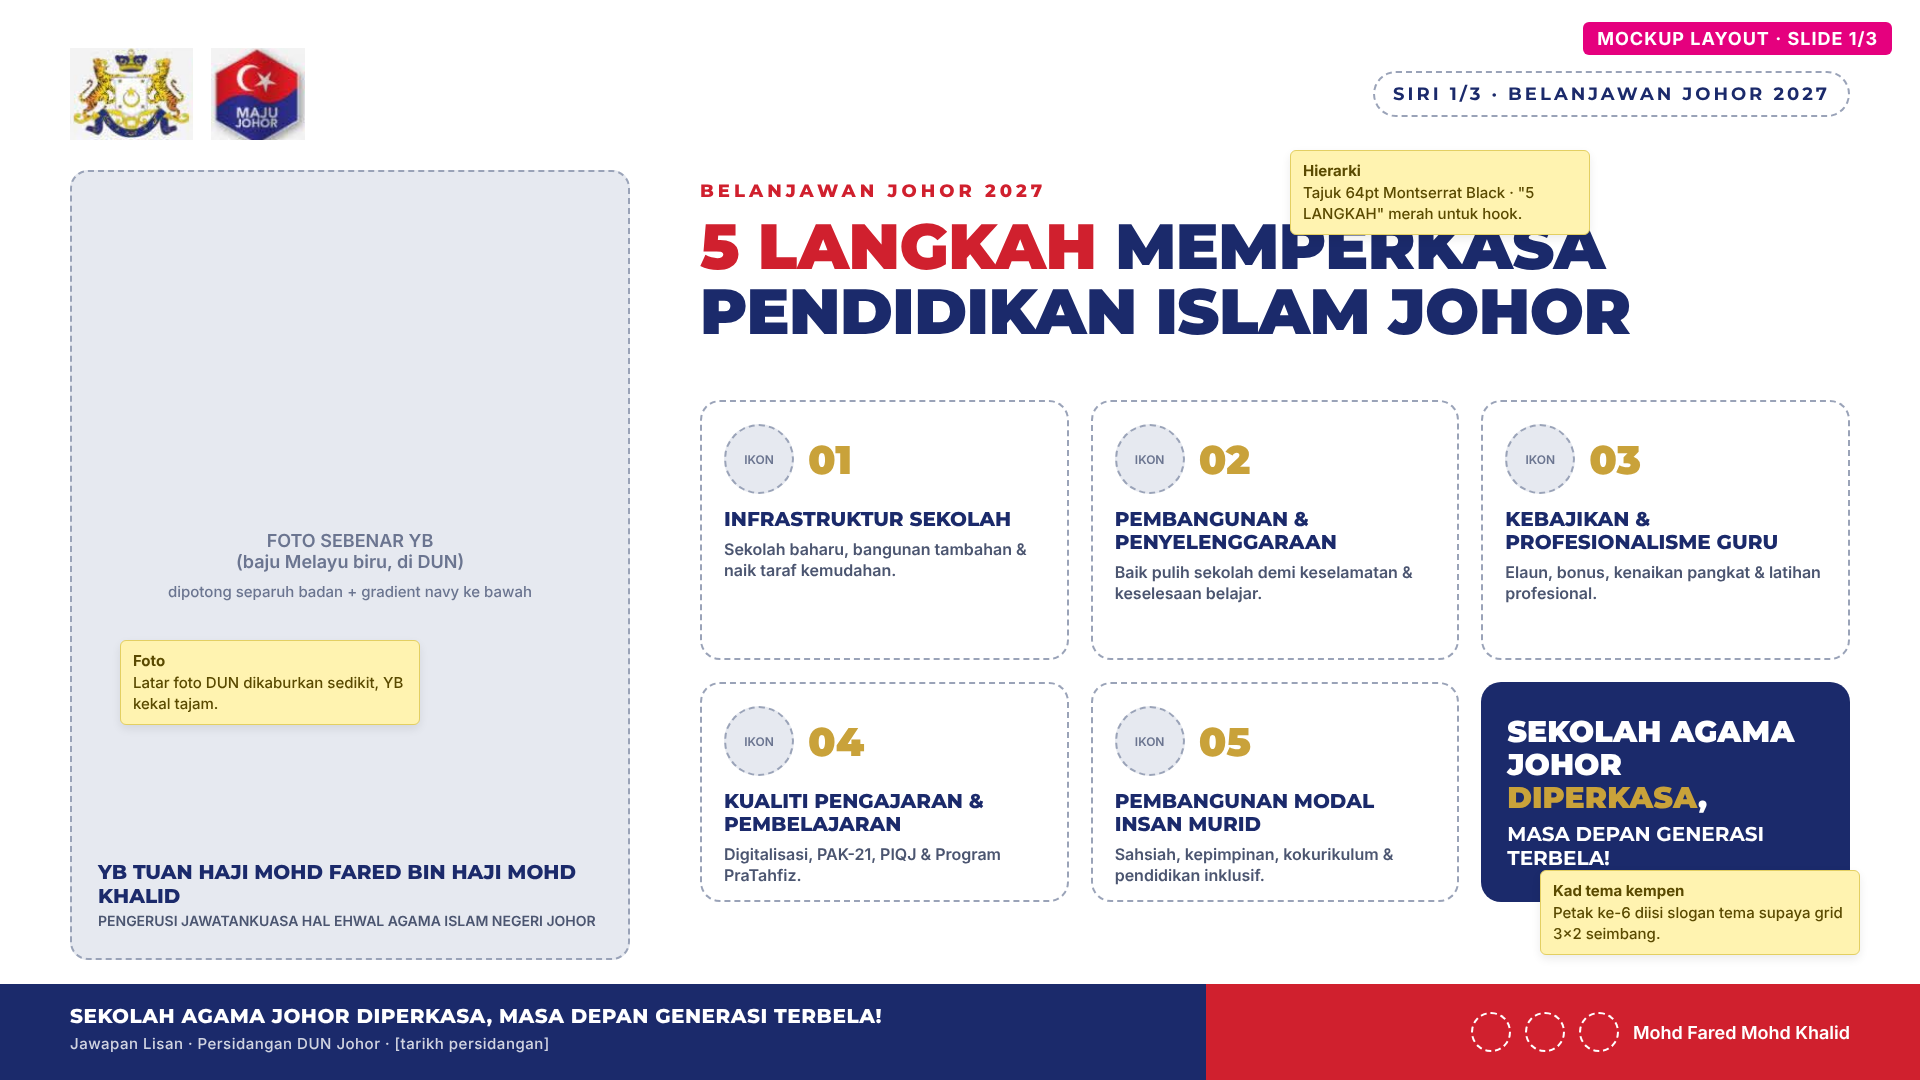 MOCKUP LAYOUT · SLIDE 1/3
MAJU
JOHOR
SIRI 1/3 · BELANJAWAN JOHOR 2027
Hierarki
Tajuk 64pt Montserrat Black · "5
LANGKAH" merah untuk hook.
BELANJAWAN JOHOR 2027
5 LANGKAH MEMPERKASA
PENDIDIKAN ISLAM JOHOR
FOTO SEBENAR YB
(baju Melayu biru, di DUN)
dipotong separuh badan + gradient navy ke bawah
Foto
Latar foto DUN dikaburkan sedikit, YB
kekal tajam.
YB TUAN HAJI MOHD FARED BIN HAJI MOHD
KHALID
PENGERUSI JAWATANKUASA HAL EHWAL AGAMA ISLAM NEGERI JOHOR
IKON
01
INFRASTRUKTUR SEKOLAH
Sekolah baharu, bangunan tambahan &
naik taraf kemudahan.
IKON
02
PEMBANGUNAN &
PENYELENGGARAAN
Baik pulih sekolah demi keselamatan &
keselesaan belajar.
IKON
03
KEBAJIKAN &
PROFESIONALISME GURU
Elaun, bonus, kenaikan pangkat & latihan
profesional.
IKON
04
KUALITI PENGAJARAN &
PEMBELAJARAN
Digitalisasi, PAK-21, PIQJ & Program
PraTahfiz.
IKON
05
PEMBANGUNAN MODAL
INSAN MURID
Sahsiah, kepimpinan, kokurikulum &
pendidikan inklusif.
SEKOLAH AGAMA
JOHOR
DIPERKASA,
MASA DEPAN GENERASI
TERBELA!
Kad tema kempen
Petak ke-6 diisi slogan tema supaya grid
3×2 seimbang.
SEKOLAH AGAMA JOHOR DIPERKASA, MASA DEPAN GENERASI TERBELA!
Jawapan Lisan · Persidangan DUN Johor · [tarikh persidangan]
Mohd Fared Mohd Khalid